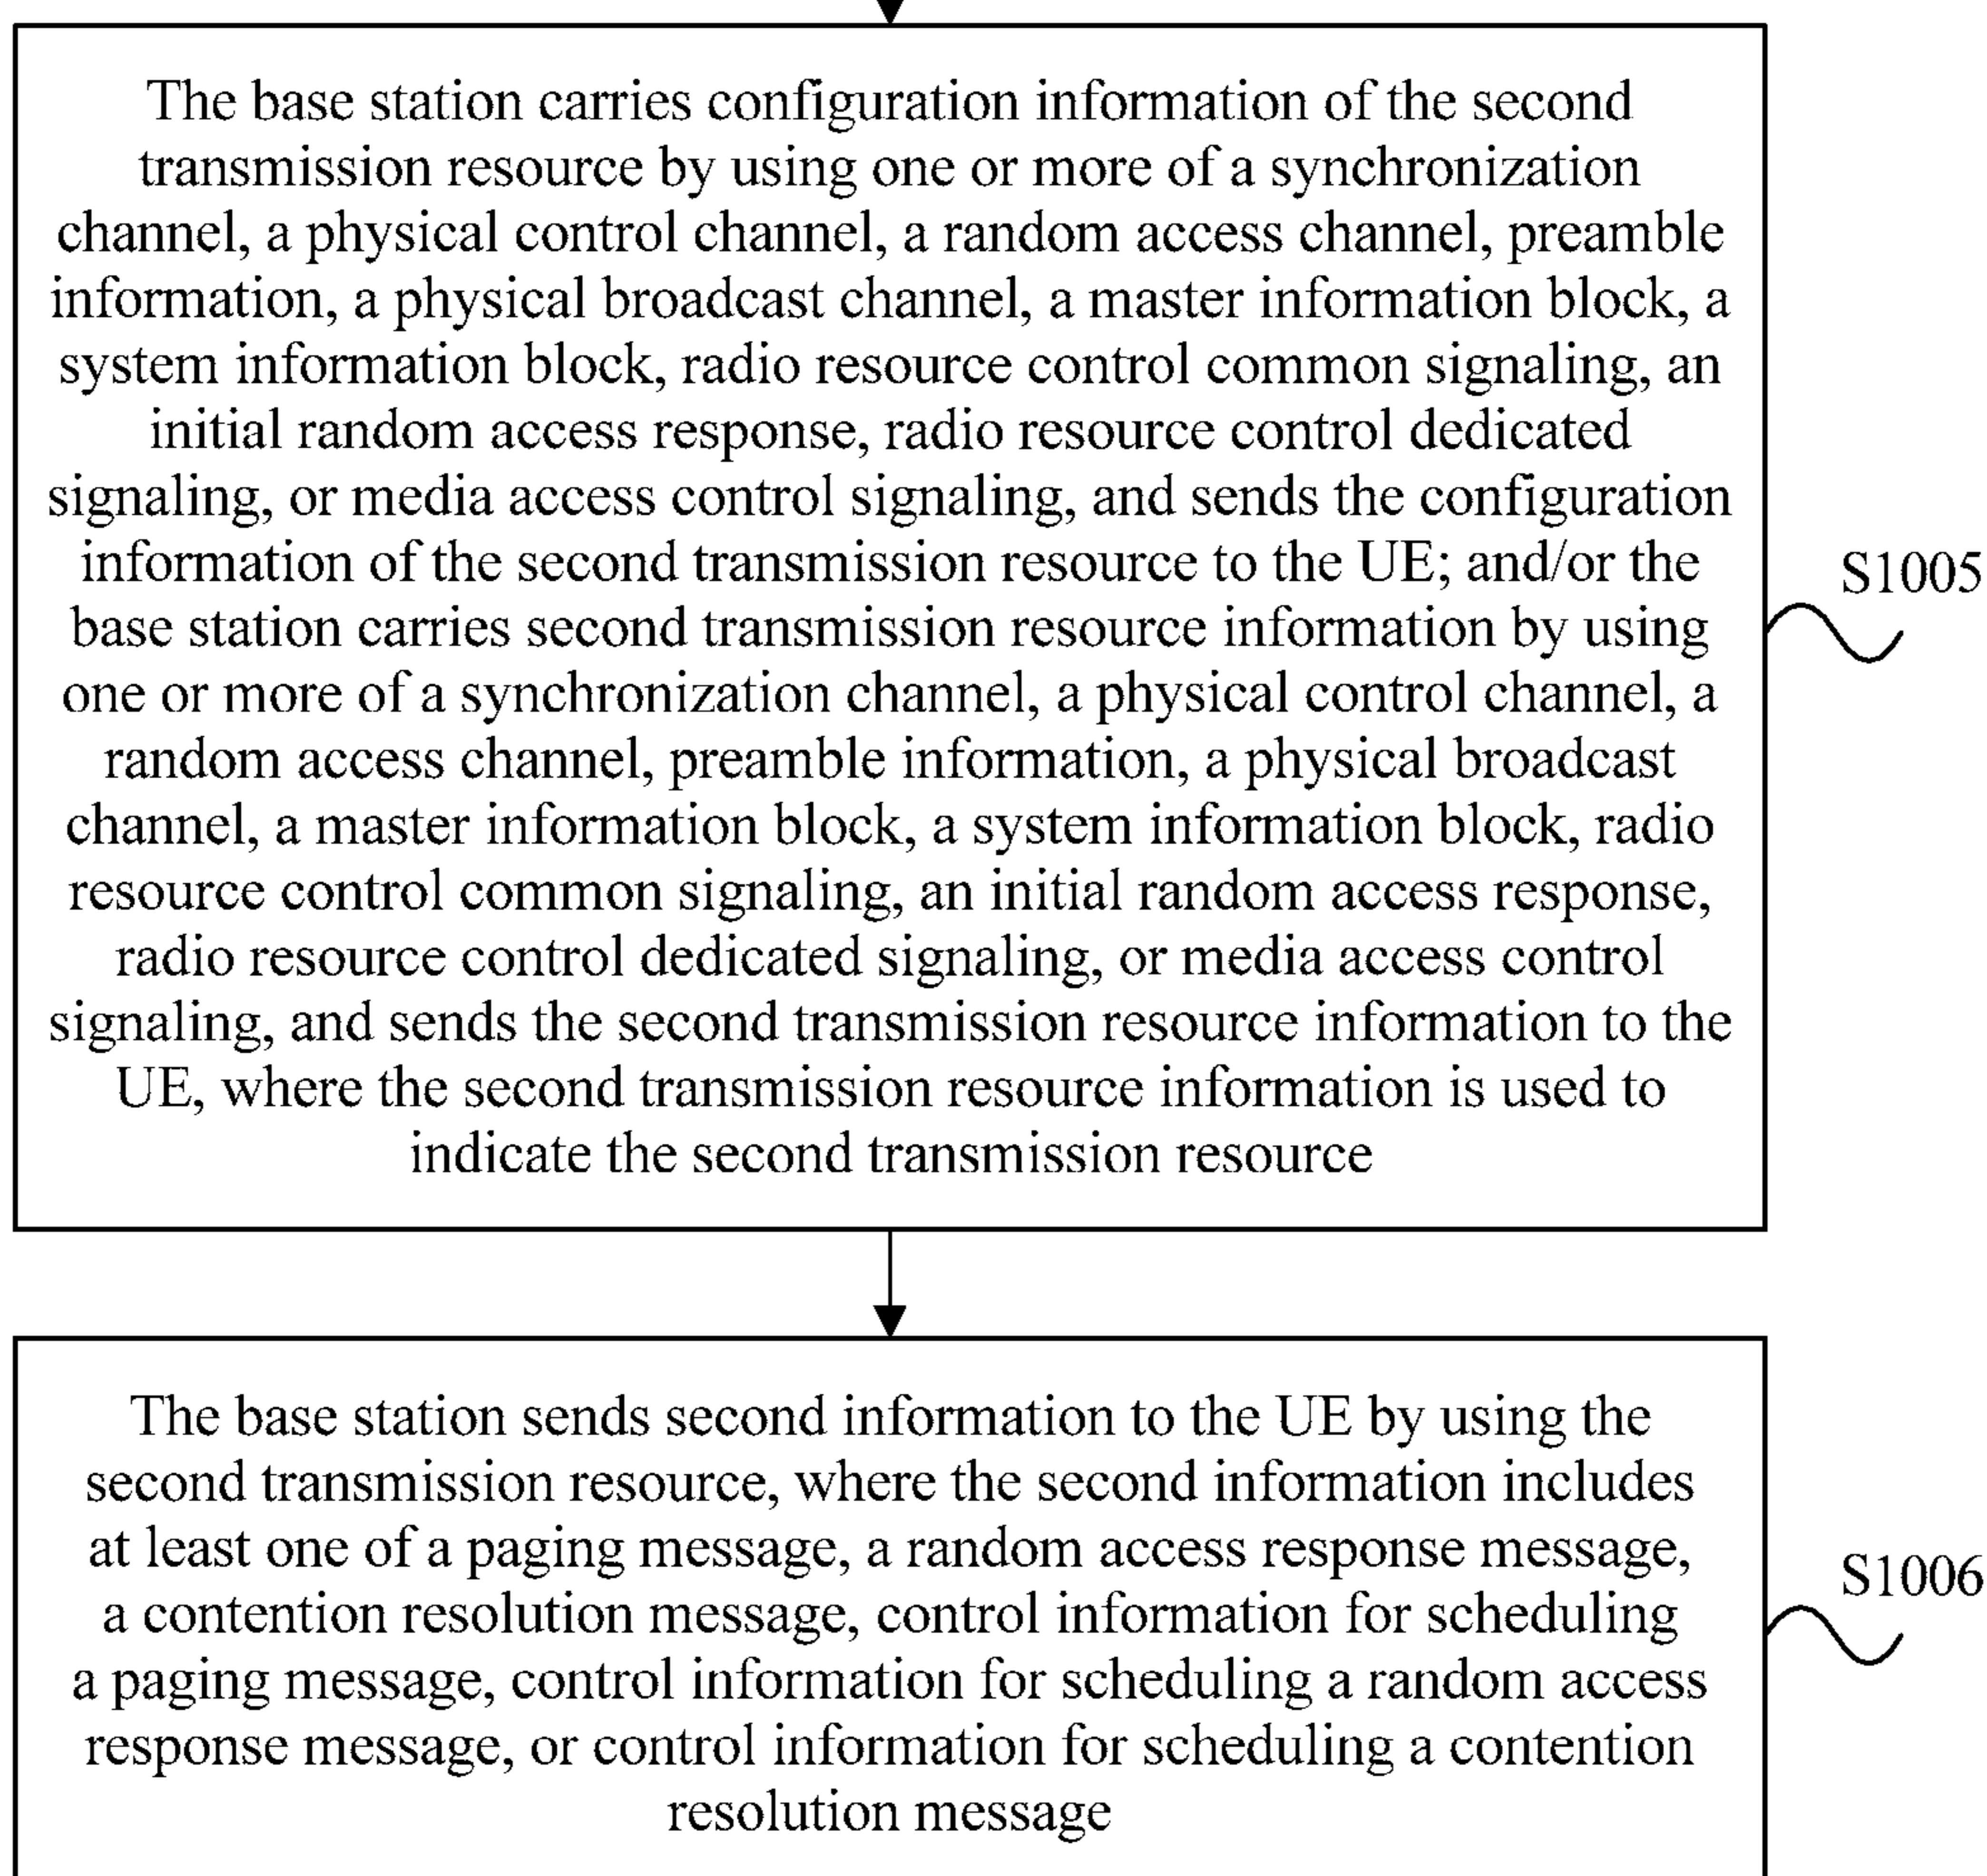 The base station carries configuration information of the second
transmission resource by using one or more of a synchronization
channel, a physical control channel, a random access channel, preamble
information, a physical broadcast channel, a master information block, a
system information block, radio resource control common signaling, an
initial random access response, radio resource control dedicated
signaling, or media access control signaling, and sends the configuration
information of the second transmission resource to the UE; and/or the
base station carries second transmission resource information by using
one or more of a synchronization channel, a physical control channel, a
random access channel, preamble information, a physical broadcast
channel, a master information block, a system information block, radio
resource control common signaling, an initial random access response,
radio resource control dedicated signaling, or media access control
signaling, and sends the second transmission resource information to the
UE, where the second transmission resource information is used to
indicate the second transmission resource
S1005
The base station sends second information to the UE by using the
second transmission resource, where the second information includes
at least one of a paging message, a random access response message,
a contention resolution message, control information for scheduling
a paging message, control information for scheduling a random access
response message, or control information for scheduling a contention
resolution message
S1006